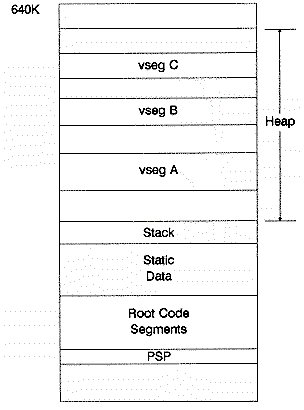 640K
vseg C
vseg B
Heap
vseg A
Stack
Static
Data
Root Code
Segments
PSP